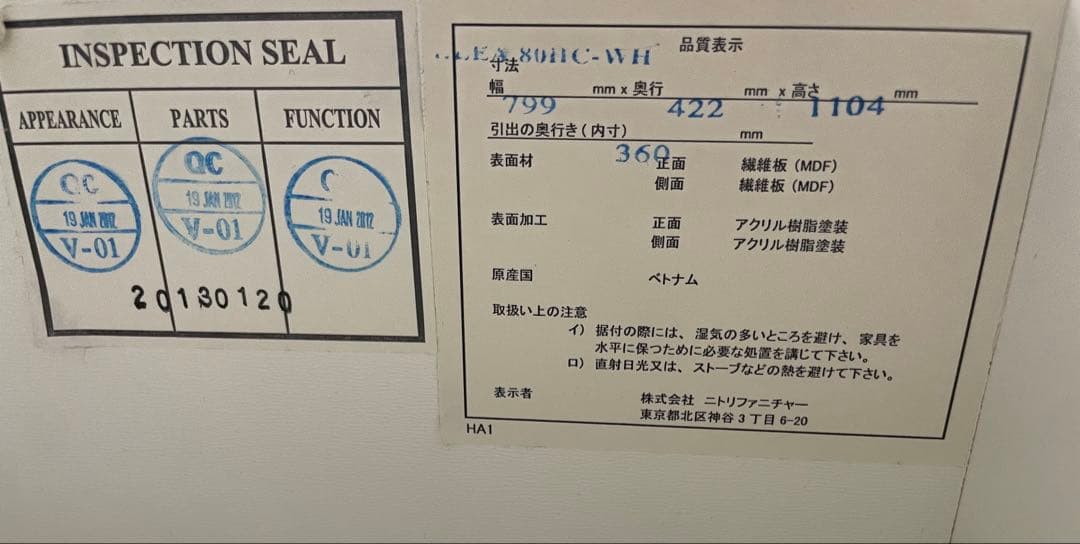 INSPECTION SEAL
APPEARANCE PARTS FUNCTION
QC
19 JAN 2012
V-01
QC
19 JAN 2012
V-01
19 JAN 2012
V-01
20130120
品質表示
80HC-WH
寸法
幅 799 mm x 奥行 422 mm x 高さ 1104 mm
引出の奥行き(内寸) 360 mm
表面材 正面 繊維板(MDF)
側面 繊維板(MDF)
表面加工 正面 アクリル樹脂塗装
側面 アクリル樹脂塗装
原産国 ベトナム
取扱い上の注意
イ) 据付の際には、湿気の多いところを避け、家具を
水平に保つために必要な処置を講じて下さい。
ロ) 直射日光又は、ストーブなどの熱を避けて下さい。
表示者 株式会社 ニトリファニチャー
東京都北区神谷3丁目6-20
HA1